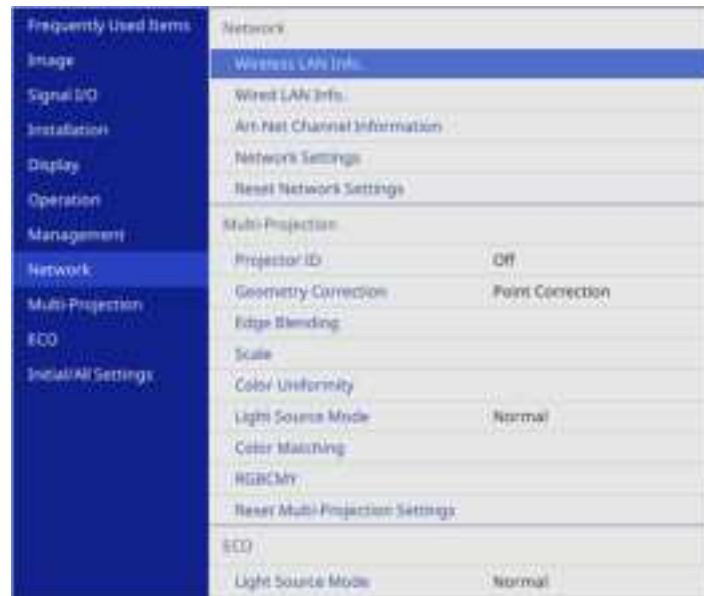 Frequently Used Items
Image
Signal I/O
Installation
Display
Operation
Management
Network
Multi-Projection
ECO
Initial/All Settings
Network
Wireless LAN Info.
Wired LAN Info.
Art-Net Channel Information
Network Settings
Reset Network Settings
Multi-Projection
Projector ID Off
Geometry Correction Point Correction
Edge Blending
Scale
Color Uniformity
Light Source Mode Normal
Color Matching
RGBCMY
Reset Multi-Projection Settings
ECO
Light Source Mode Normal